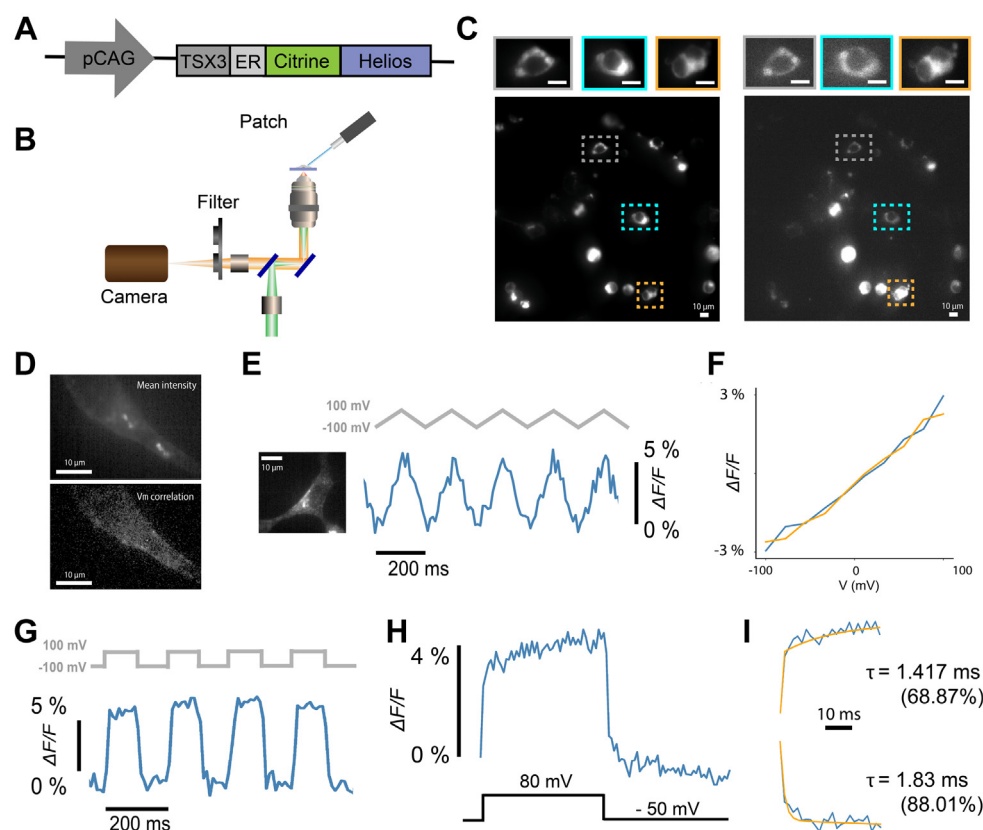 A
pCAG
TSX3 ER Citrine Helios
B
Patch
Filter
Camera
C
10 µm
10 µm
D
Mean intensity
10 µm
Vm correlation
10 µm
E
100 mV
-100 mV
10 µm
5 %
ΔF/F
0 %
200 ms
F
3 %
ΔF/F
-3 %
-100 0 100
V (mV)
G
100 mV
-100 mV
5 %
ΔF/F
0 %
200 ms
H
4 %
ΔF/F
0 %
80 mV
- 50 mV
I
τ = 1.417 ms
(68.87%)
10 ms
τ = 1.83 ms
(88.01%)